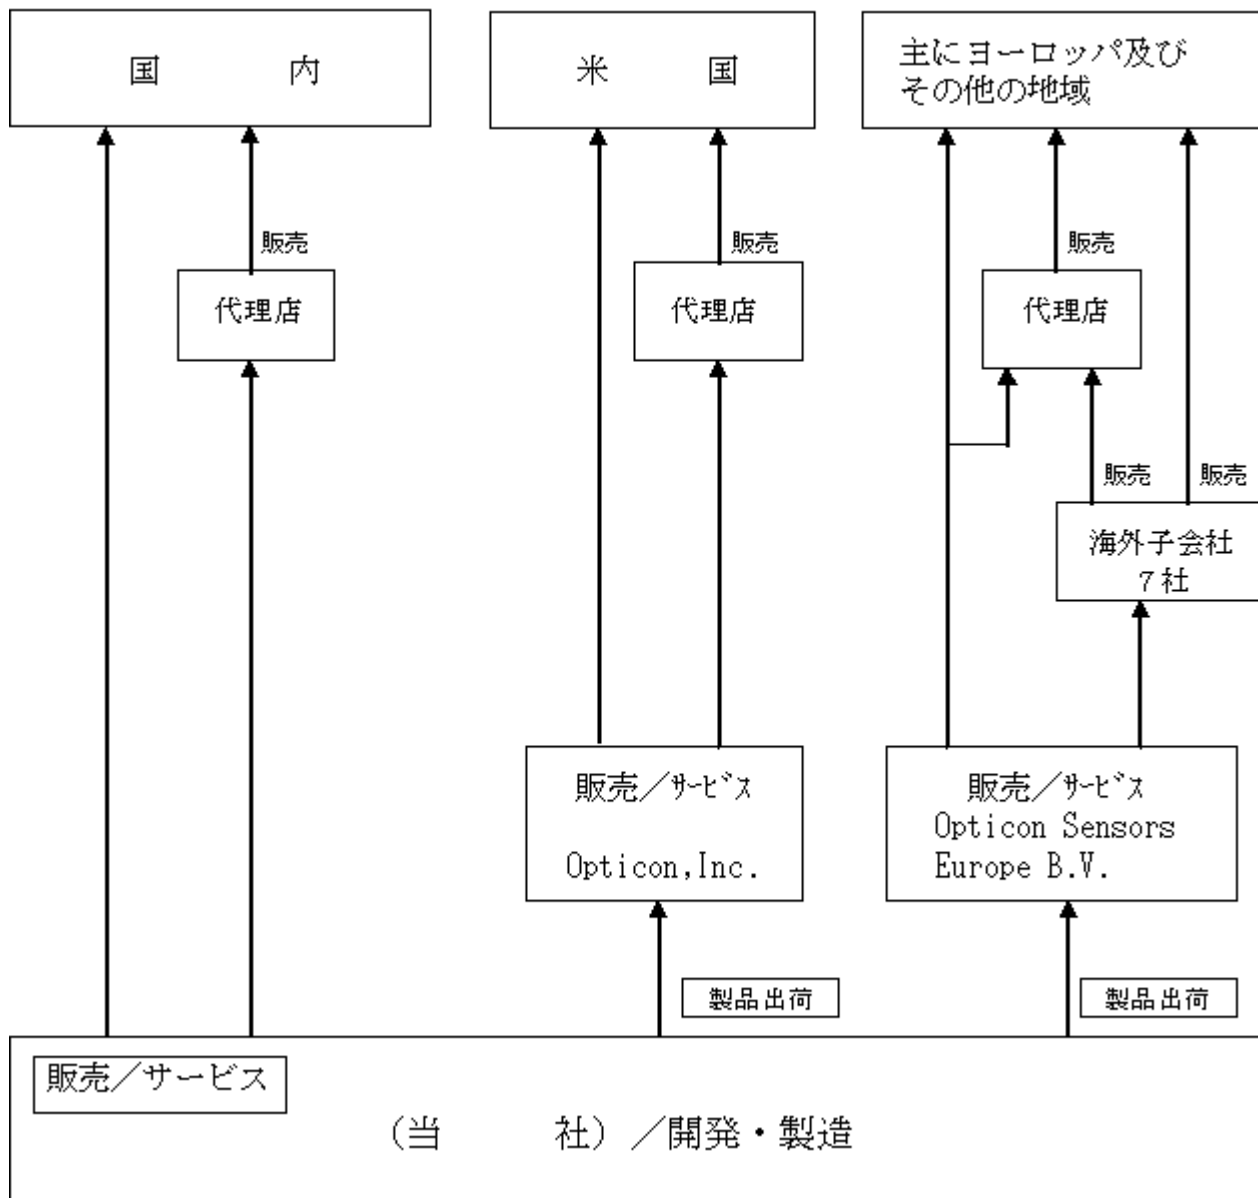 国　　　　内
米　　　国
主にヨーロッパ及び
その他の地域
販売
販売
販売
代理店
代理店
代理店
販売
販売
海外子会社
７社
販売／ｻｰﾋﾞｽ
Opticon,Inc.
販売／ｻｰﾋﾞｽ
Opticon Sensors
Europe B.V.
製品出荷
製品出荷
販売／サービス
（当　　　社）／開発・製造